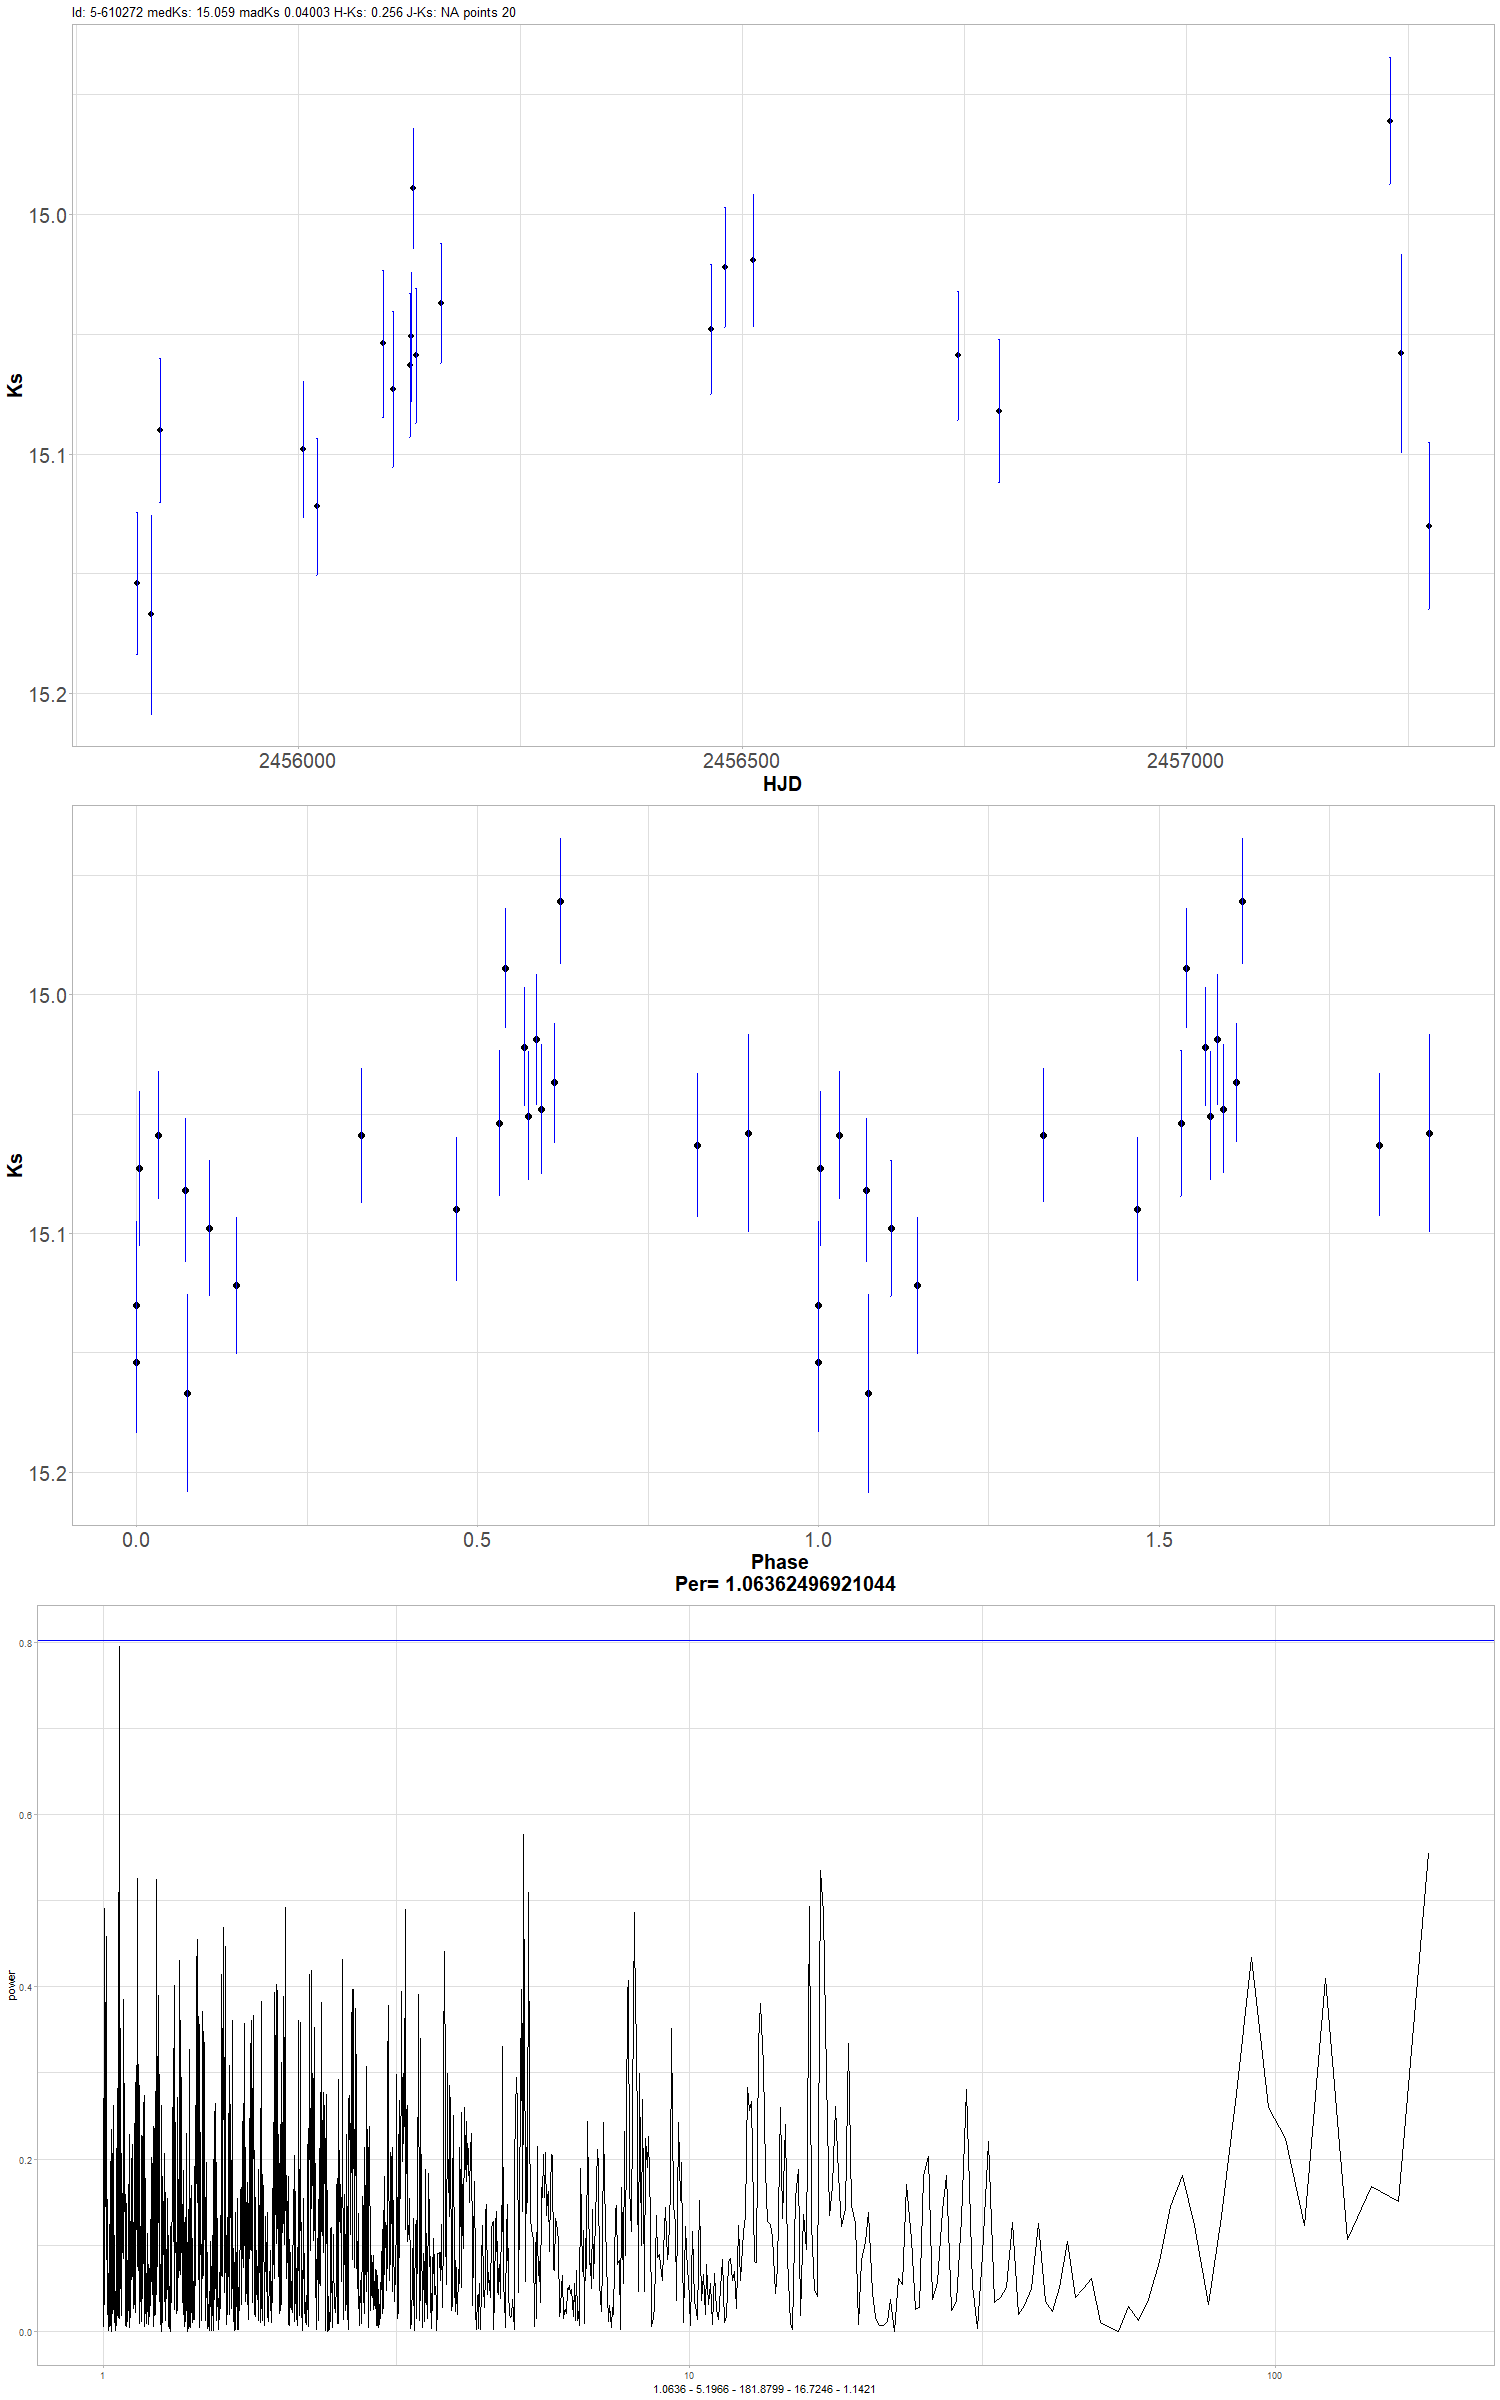 Id: 5-610272 medKs: 15.059 madKs 0.04003 H-Ks: 0.256 J-Ks: NA points 20
15.0
15.1
15.2
Ks
2456000
2456500
2457000
HJD
15.0
15.1
15.2
Ks
0.0
0.5
1.0
1.5
Phase
Per= 1.06362496921044
0.8
0.6
0.4
0.2
0.0
power
1
10
100
1.0636 - 5.1966 - 181.8799 - 16.7246 - 1.1421